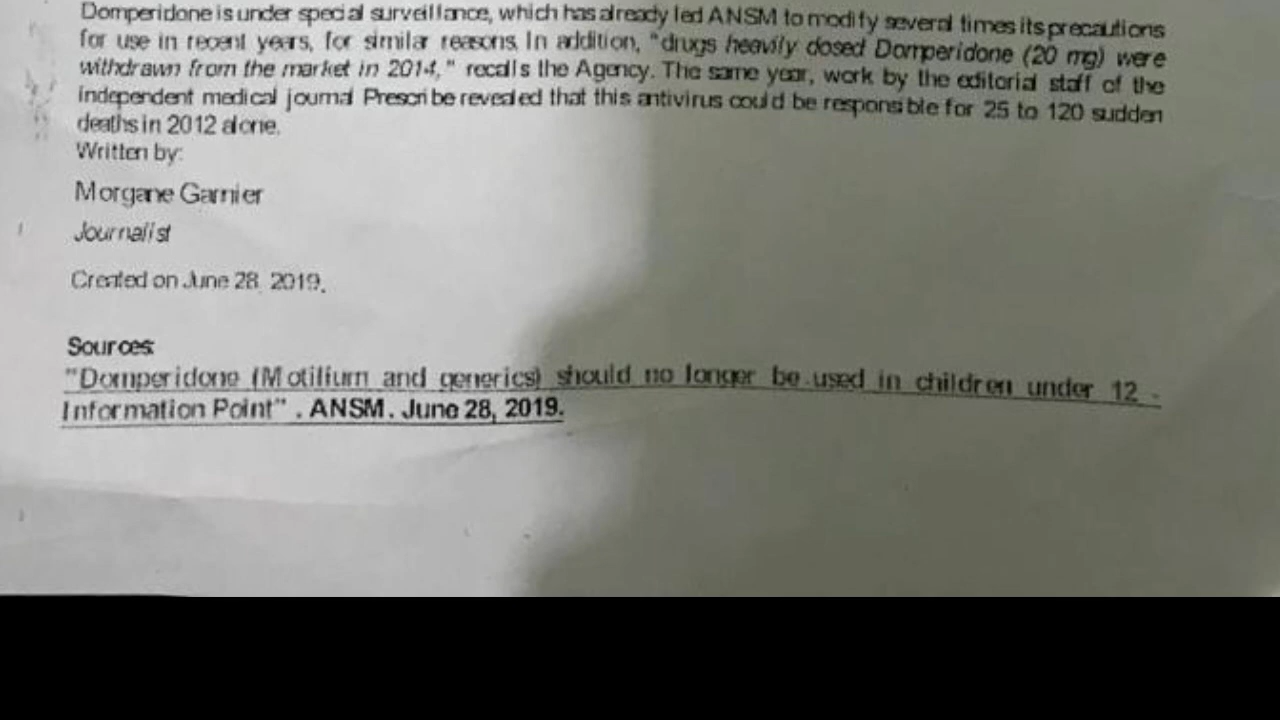 Domperidone is under special surveillance, which has already led ANSM to modify several times its precautions
for use in recent years, for similar reasons. In addition, "drugs heavily dosed Domperidone (20 mg) were
withdrawn from the market in 2014," recalls the Agency. The same year, work by the editorial staff of the
independent medical journal Prescribe revealed that this antivirus could be responsible for 25 to 120 sudden
deaths in 2012 alone.
Written by:
Morgane Garnier
Journalist
Created on June 28, 2019.
Sources:
"Domperidone (Motilium and generics) should no longer be used in children under 12 -
Information Point" . ANSM . June 28, 2019.